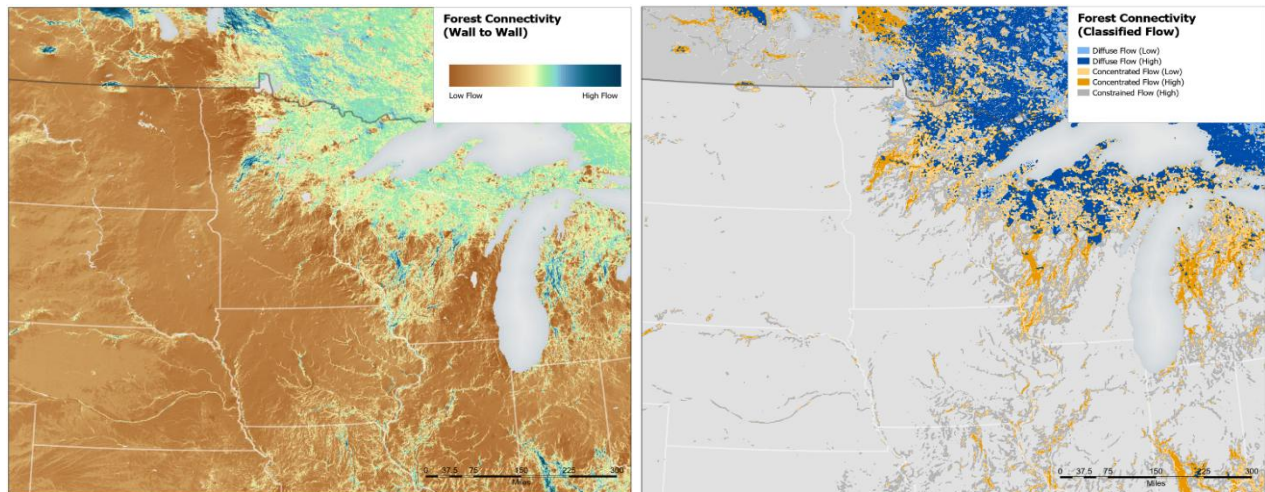 Forest Connectivity
(Wall to Wall)
Low Flow High Flow
0 37.5 75 150 225 300
Miles
Forest Connectivity
(Classified Flow)
Diffuse Flow (Low)
Diffuse Flow (High)
Concentrated Flow (Low)
Concentrated Flow (High)
Constrained Flow (High)
0 37.5 75 150 225 300
Miles